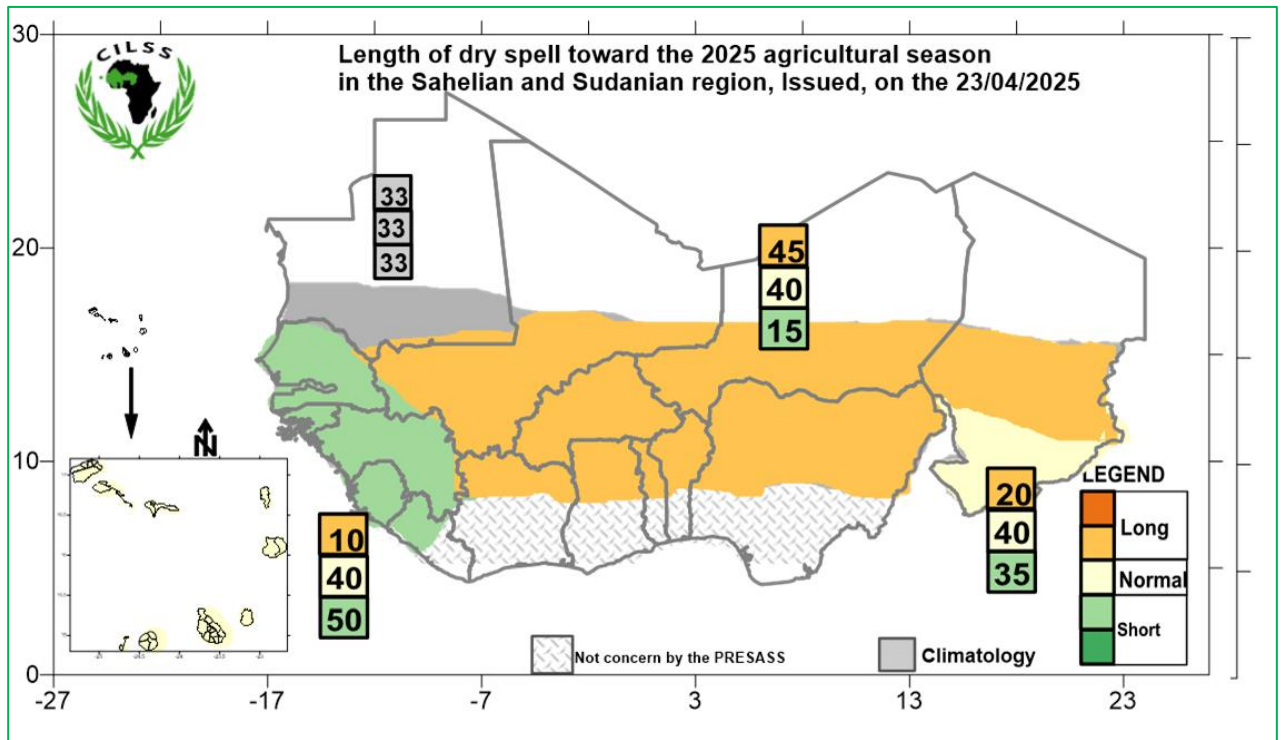 CILSS
Length of dry spell toward the 2025 agricultural season
in the Sahelian and Sudanian region, Issued, on the 23/04/2025
30
20
10
0
33
33
33
45
40
15
N
10
40
50
20
40
35
LEGEND
Long
Normal
Short
Not concern by the PRESASS
Climatology
-27
-17
-7
3
13
23